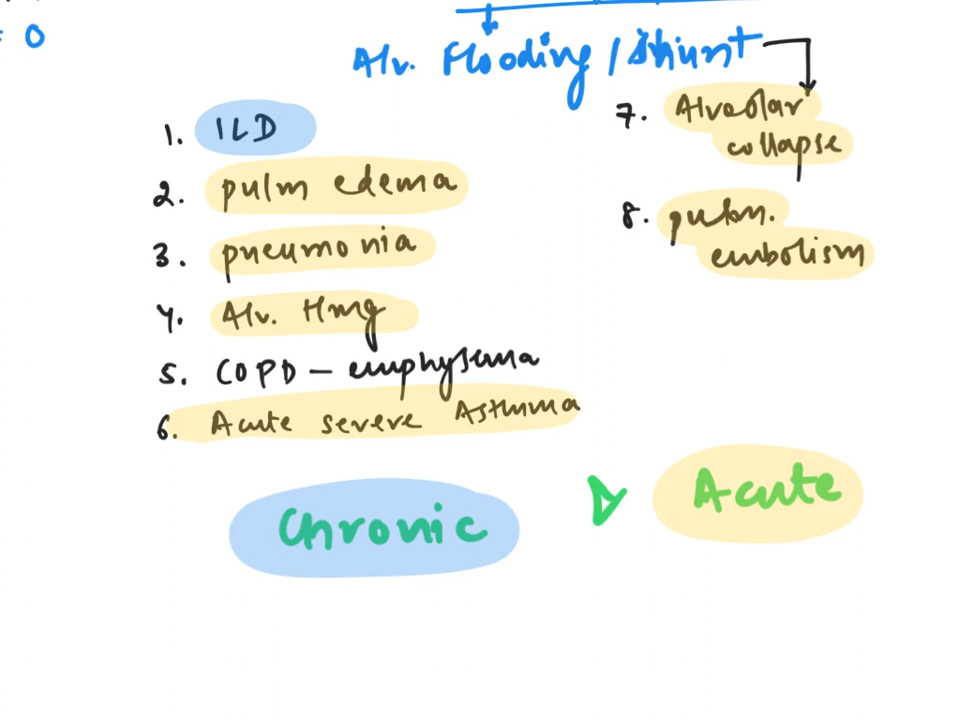 = 0
Alv. Flooding / Shunt
1. ILD
2. pulm edema
3. pneumonia
4. Alv. Hmg
5. COPD – emphysema
6. Acute severe Asthma
7. Alveolar
collapse
8. pulm.
embolism
Chronic
Acute